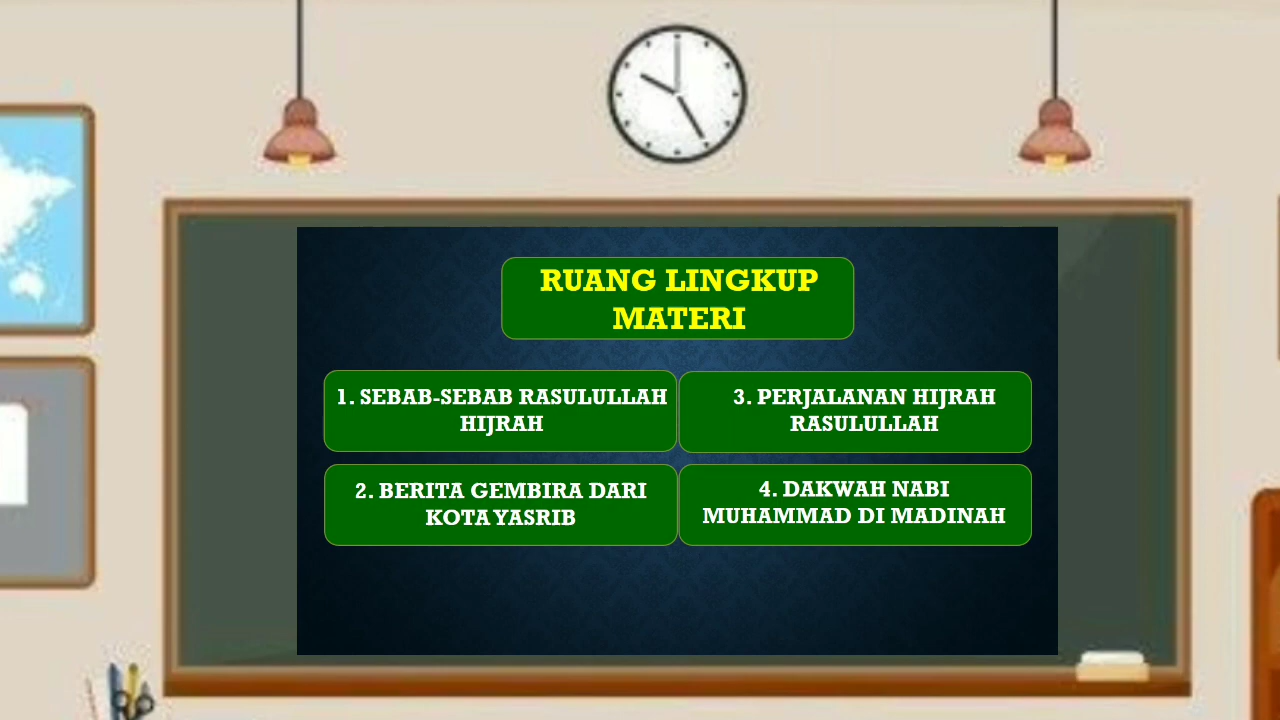 RUANG LINGKUP
MATERI
1. SEBAB-SEBAB RASULULLAH
HIJRAH
2. BERITA GEMBIRA DARI
KOTA YASRIB
3. PERJALANAN HIJRAH
RASULULLAH
4. DAKWAH NABI
MUHAMMAD DI MADINAH